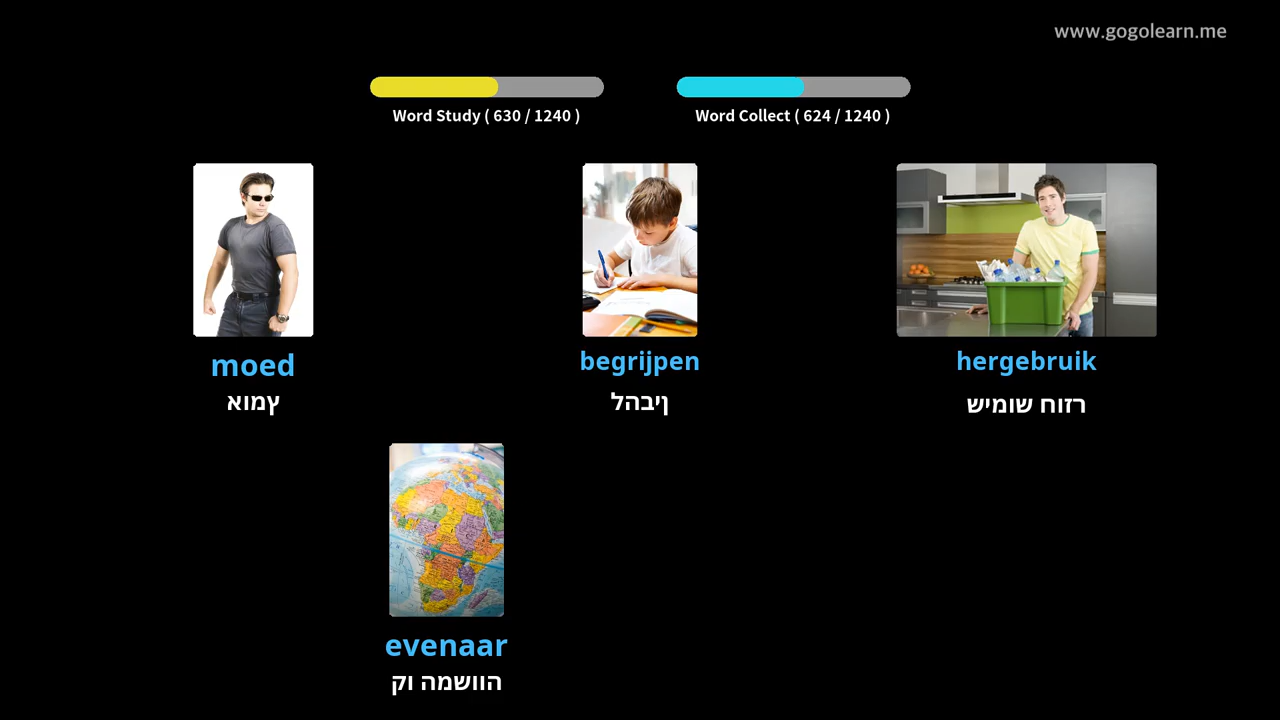 www.gogolearn.me
Word Study ( 630 / 1240 )
Word Collect ( 624 / 1240 )
moed
ץמוא
begrijpen
ןיבהל
hergebruik
רזוח שומיש
evenaar
הוושמה וק